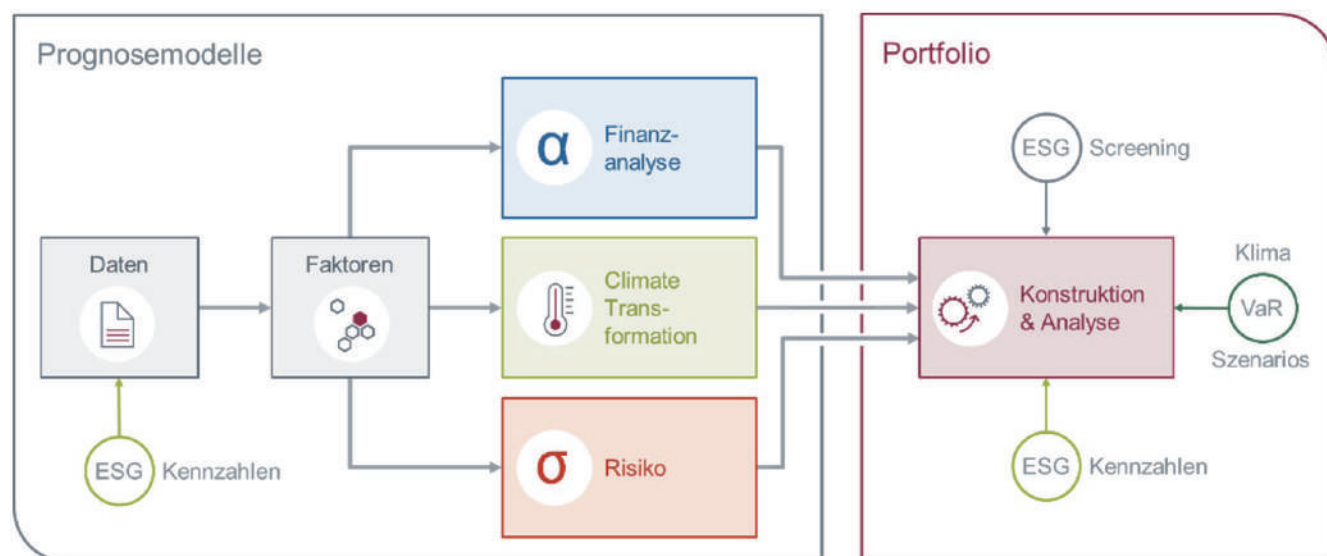 Prognosemodelle
Daten
ESG Kennzahlen
Faktoren
α Finanz-
analyse
Climate
Trans-
formation
σ Risiko
Portfolio
ESG Screening
Konstruktion
& Analyse
Klima
VaR
Szenarios
ESG Kennzahlen